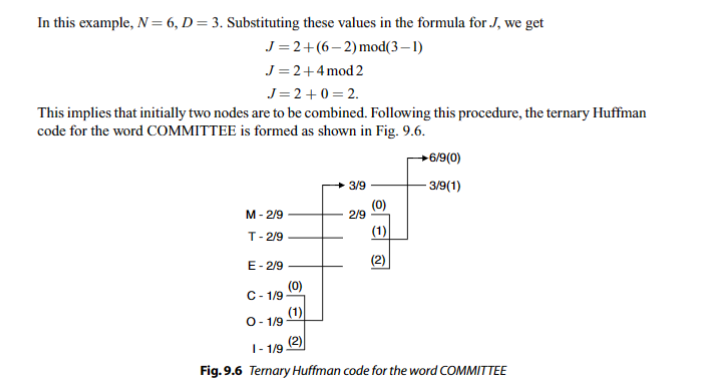 In this example, N = 6, D = 3. Substituting these values in the formula for J, we get
J = 2 + (6 – 2) mod(3 – 1)
J = 2 + 4 mod 2
J = 2 + 0 = 2.
This implies that initially two nodes are to be combined. Following this procedure, the ternary Huffman
code for the word COMMITTEE is formed as shown in Fig. 9.6.
6/9(0)
3/9 3/9(1)
M - 2/9 2/9 (0)
T - 2/9 (1)
E - 2/9 (2)
C - 1/9 (0)
O - 1/9 (1)
I - 1/9 (2)
Fig. 9.6 Ternary Huffman code for the word COMMITTEE